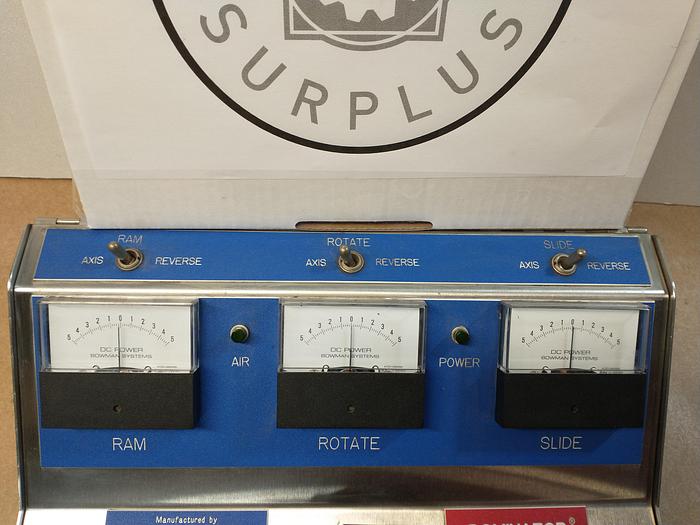 SURPLUS
RAM
AXIS REVERSE
ROTATE
AXIS REVERSE
SLIDE
AXIS REVERSE
5 4 3 2 1 0 1 2 3 4 5
DC POWER
BOWMAN SYSTEMS
AIR
5 4 3 2 1 0 1 2 3 4 5
DC POWER
BOWMAN SYSTEMS
POWER
5 4 3 2 1 0 1 2 3 4 5
DC POWER
BOWMAN SYSTEMS
RAM
ROTATE
SLIDE
Manufactured by